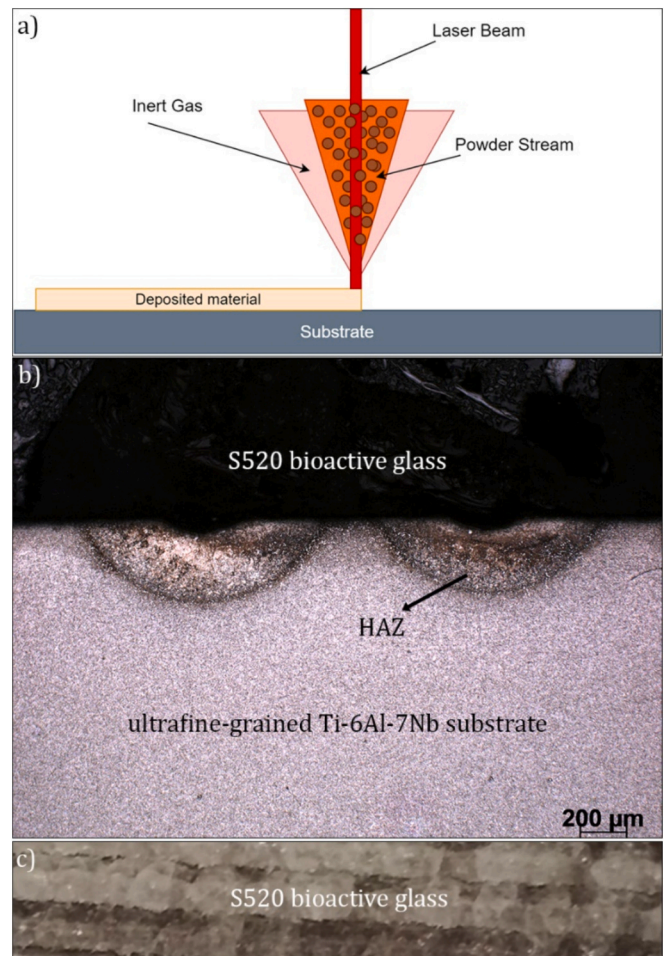 a)
Laser Beam
Inert Gas
Powder Stream
Deposited material
Substrate
b)
S520 bioactive glass
HAZ
ultrafine-grained Ti-6Al-7Nb substrate
200 µm
c)
S520 bioactive glass